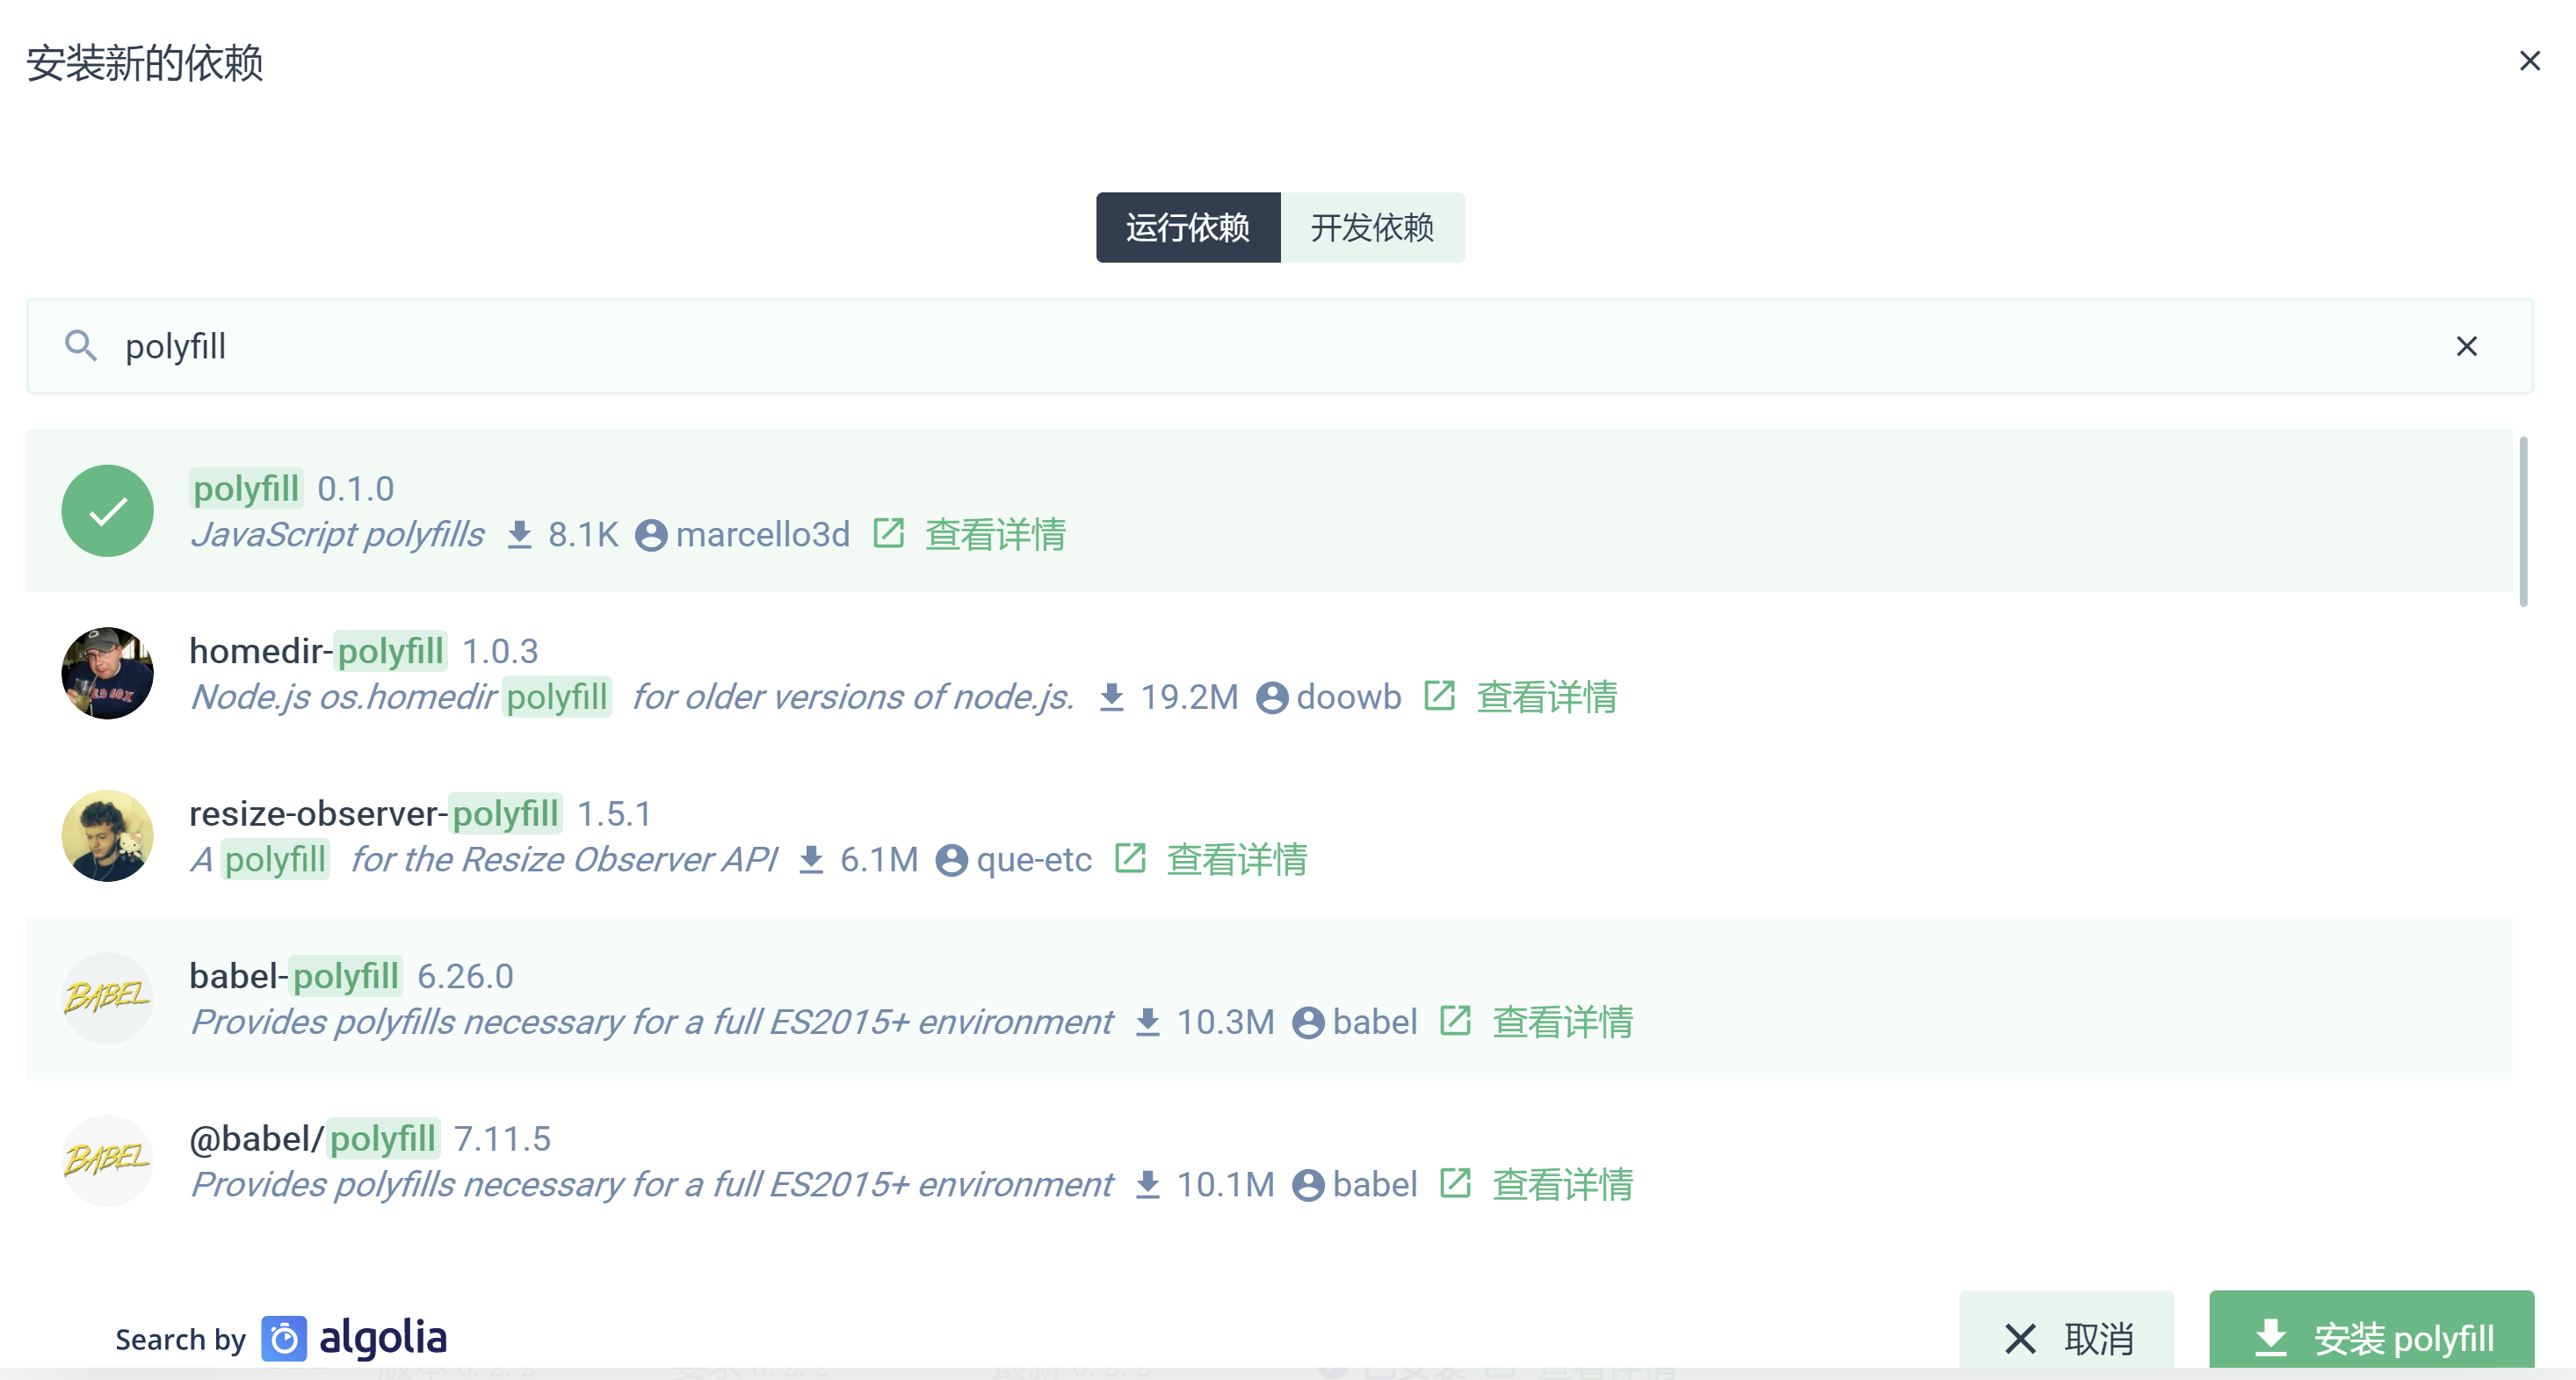 安装新的依赖
运行依赖 开发依赖
polyfill
polyfill 0.1.0
JavaScript polyfills 8.1K marcello3d 查看详情
homedir-polyfill 1.0.3
Node.js os.homedir polyfill for older versions of node.js. 19.2M doowb 查看详情
resize-observer-polyfill 1.5.1
A polyfill for the Resize Observer API 6.1M que-etc 查看详情
BABEL
babel-polyfill 6.26.0
Provides polyfills necessary for a full ES2015+ environment 10.3M babel 查看详情
BABEL
@babel/polyfill 7.11.5
Provides polyfills necessary for a full ES2015+ environment 10.1M babel 查看详情
Search by algolia 取消 安装 polyfill